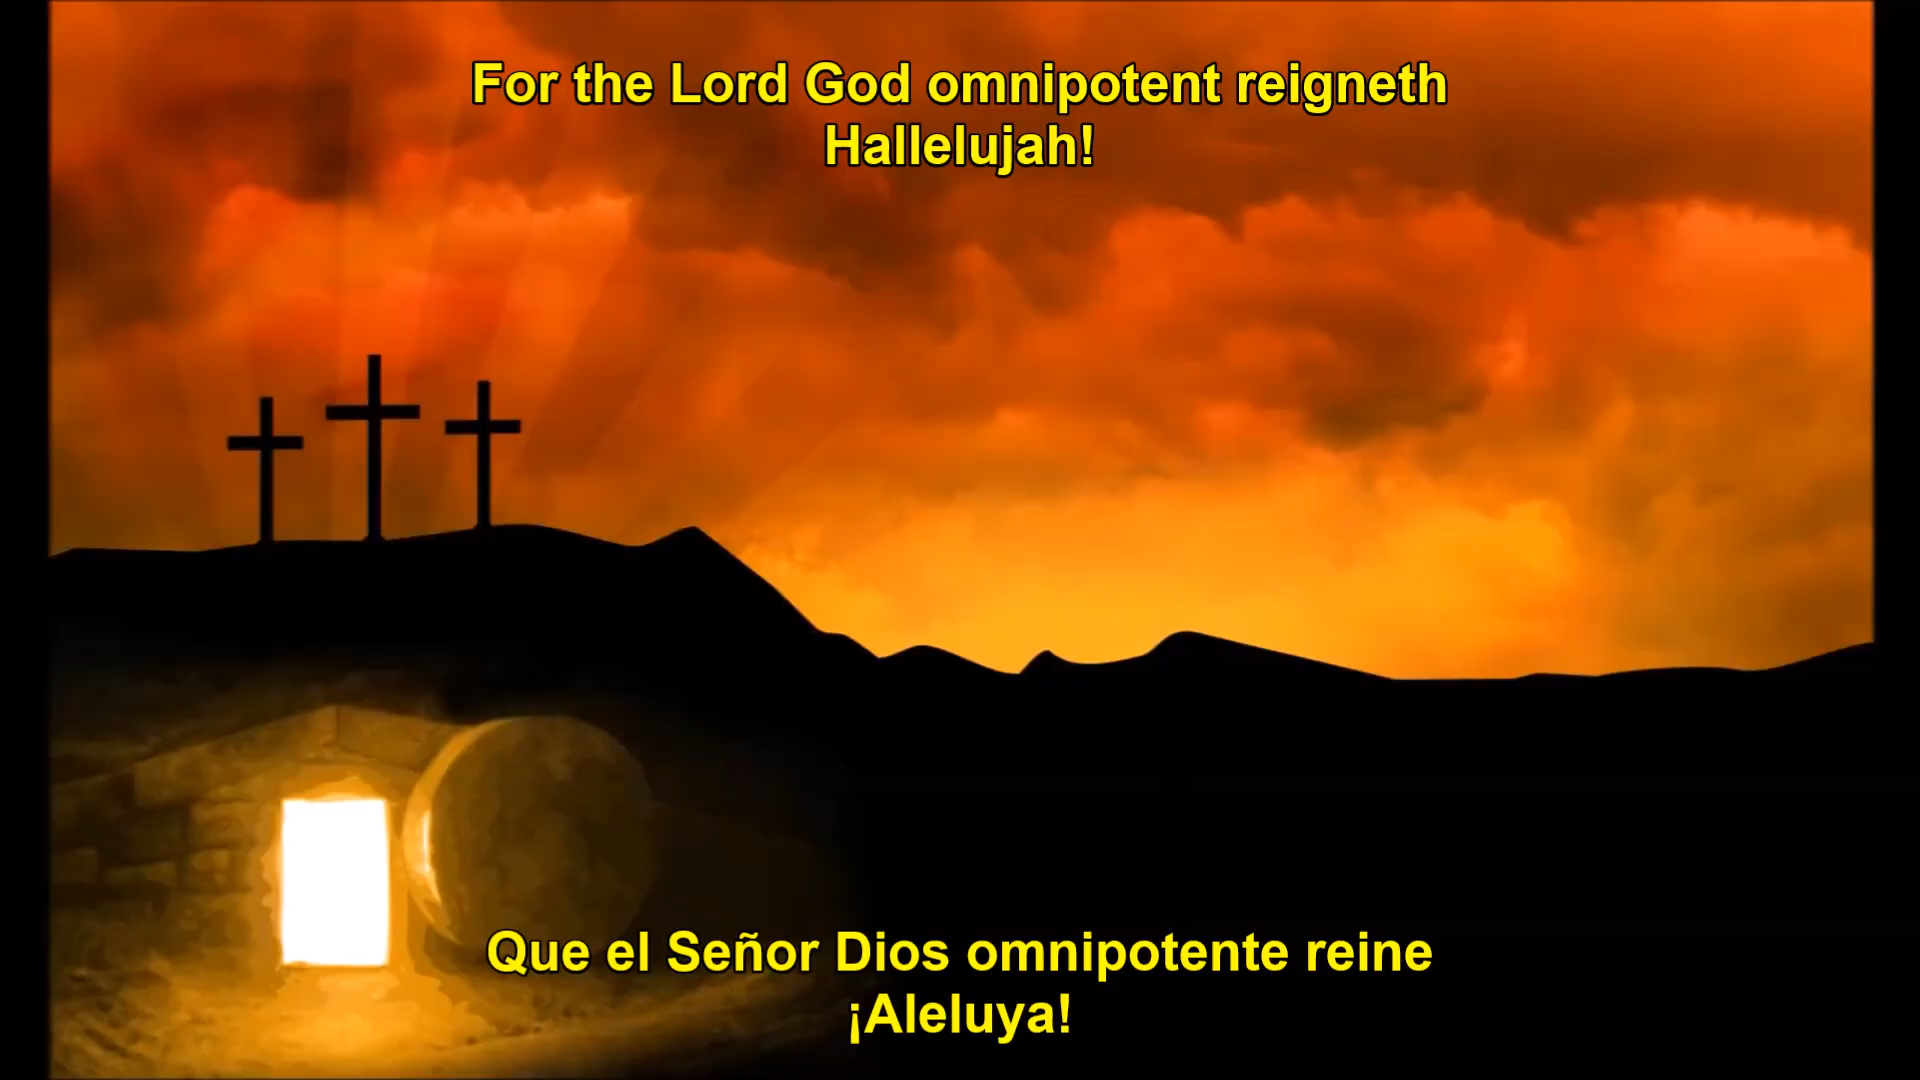 For the Lord God omnipotent reigneth
Hallelujah!
Que el Señor Dios omnipotente reine
¡Aleluya!